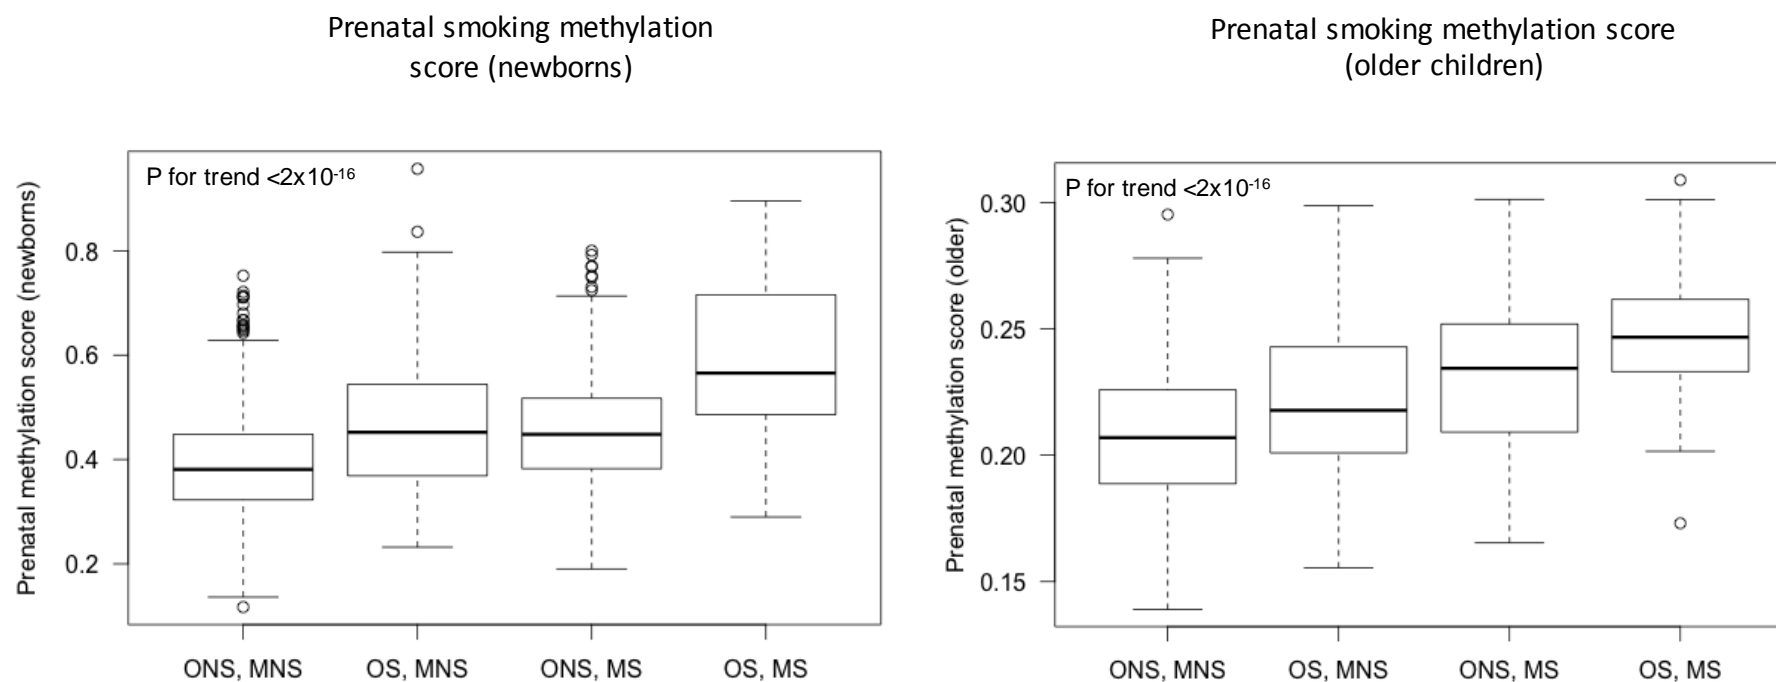 Prenatal smoking methylation
score (newborns)
P for trend <2x10-16
Prenatal methylation score (newborns)
0.8
0.6
0.4
0.2
ONS, MNS
OS, MNS
ONS, MS
OS, MS
Prenatal smoking methylation score
(older children)
P for trend <2x10-16
Prenatal methylation score (older)
0.30
0.25
0.20
0.15
ONS, MNS
OS, MNS
ONS, MS
OS, MS